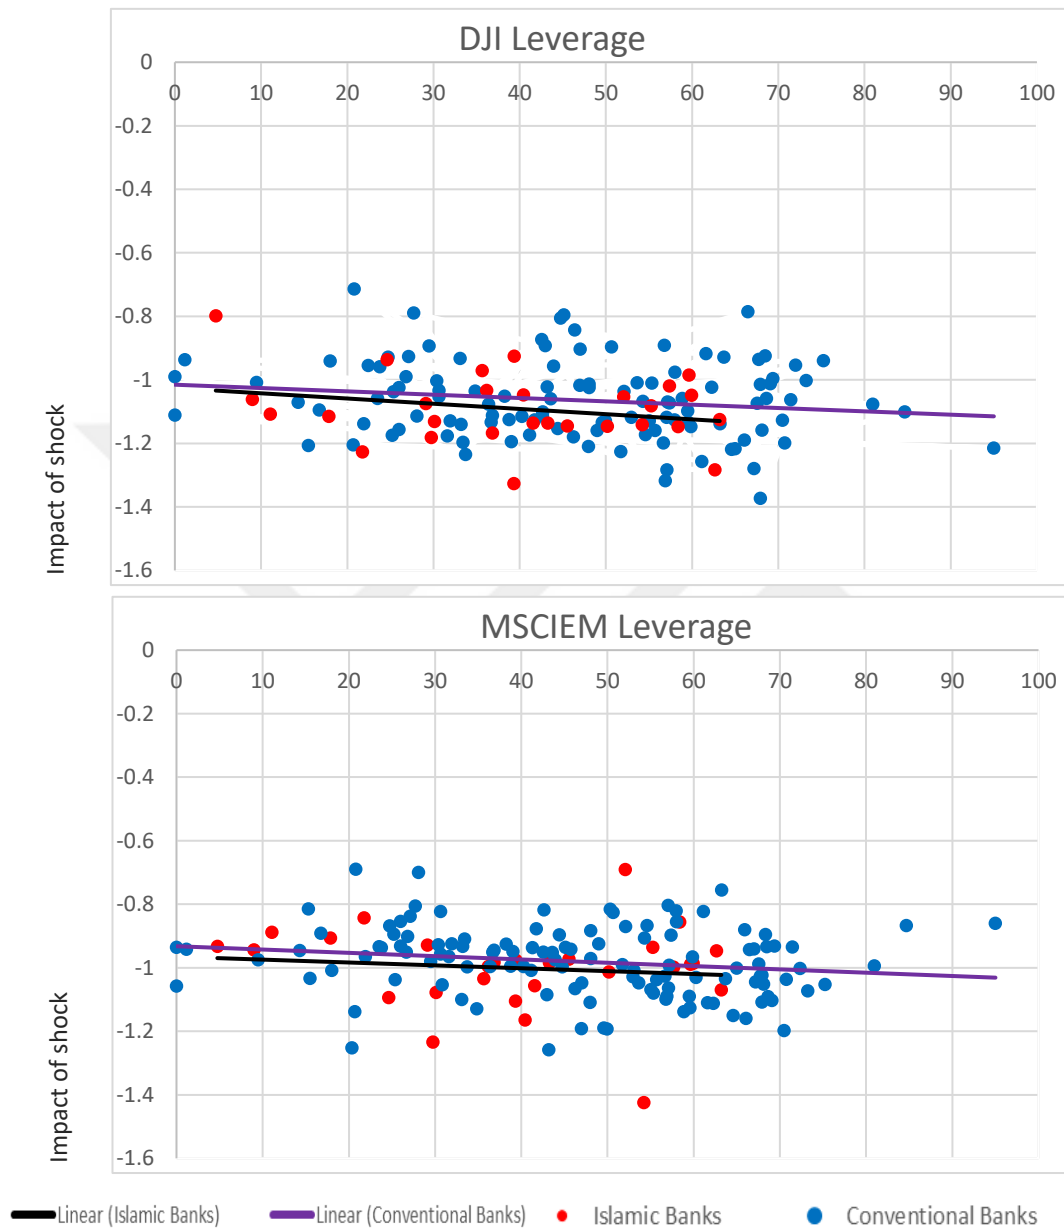 DJI Leverage
0
0 10 20 30 40 50 60 70 80 90 100
-0.2
-0.4
-0.6
-0.8
-1
-1.2
-1.4
-1.6
Impact of shock
MSCIEM Leverage
0
0 10 20 30 40 50 60 70 80 90 100
-0.2
-0.4
-0.6
-0.8
-1
-1.2
-1.4
-1.6
Impact of shock
Linear (Islamic Banks) Linear (Conventional Banks) Islamic Banks Conventional Banks